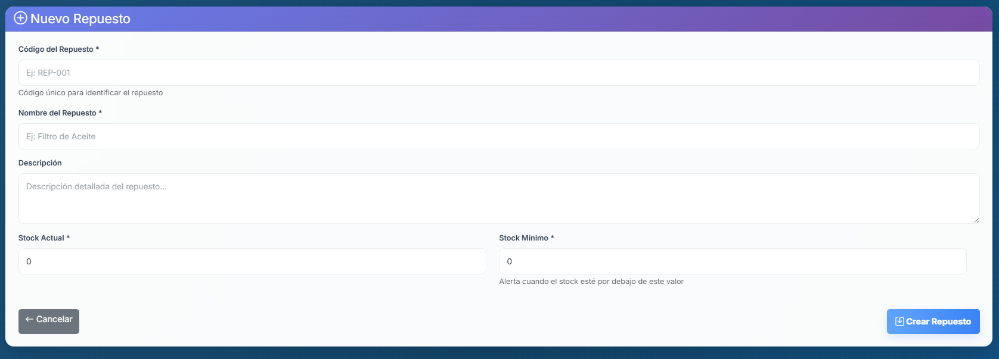 Nuevo Repuesto
Código del Repuesto *
Ej: REP-001
Código único para identificar el repuesto
Nombre del Repuesto *
Ej: Filtro de Aceite
Descripción
Descripción detallada del repuesto...
Stock Actual *
0
Stock Mínimo *
0
Alerta cuando el stock esté por debajo de este valor
Cancelar
Crear Repuesto